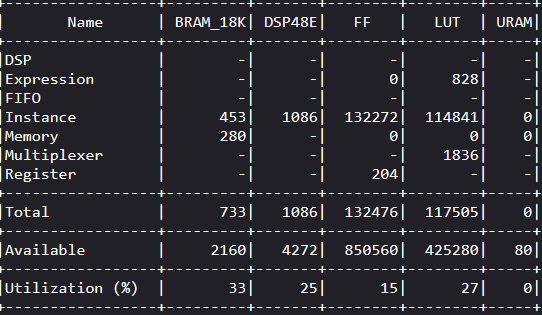 +-----------------+---------+-------+--------+--------+-----+
|       Name      | BRAM_18K| DSP48E|   FF   |   LUT  | URAM|
+-----------------+---------+-------+--------+--------+-----+
|DSP              |        -|      -|       -|       -|    -|
|Expression       |        -|      -|       0|     828|    -|
|FIFO             |        -|      -|       -|       -|    -|
|Instance         |      453|   1086|  132272|  114841|    0|
|Memory           |      280|      -|       0|       0|    0|
|Multiplexer      |        -|      -|       -|    1836|    -|
|Register         |        -|      -|     204|       -|    -|
+-----------------+---------+-------+--------+--------+-----+
|Total            |      733|   1086|  132476|  117505|    0|
+-----------------+---------+-------+--------+--------+-----+
|Available        |     2160|   4272|  850560|  425280|   80|
+-----------------+---------+-------+--------+--------+-----+
|Utilization (%)  |       33|     25|      15|      27|    0|
+-----------------+---------+-------+--------+--------+-----+